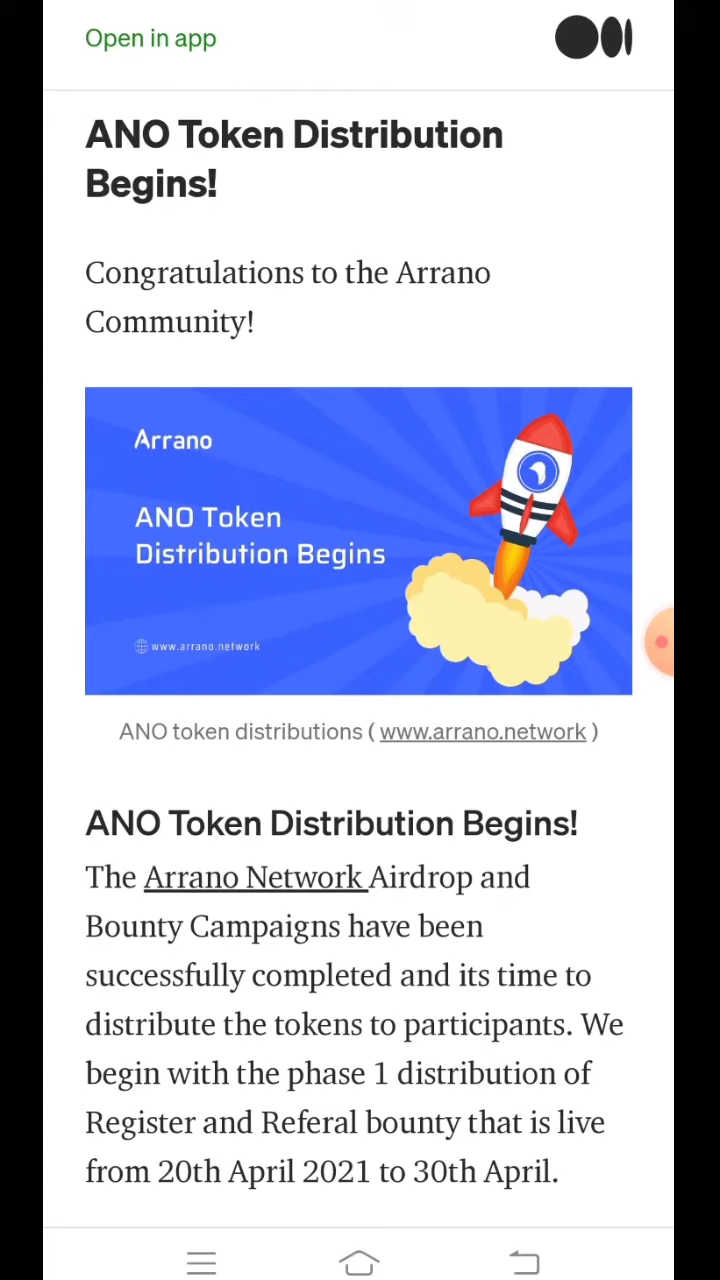 Open in app
ANO Token Distribution
Begins!
Congratulations to the Arrano
Community!
Arrano
ANO Token
Distribution Begins
www.arrano.network
ANO token distributions ( www.arrano.network )
ANO Token Distribution Begins!
The Arrano Network Airdrop and
Bounty Campaigns have been
successfully completed and its time to
distribute the tokens to participants. We
begin with the phase 1 distribution of
Register and Referal bounty that is live
from 20th April 2021 to 30th April.